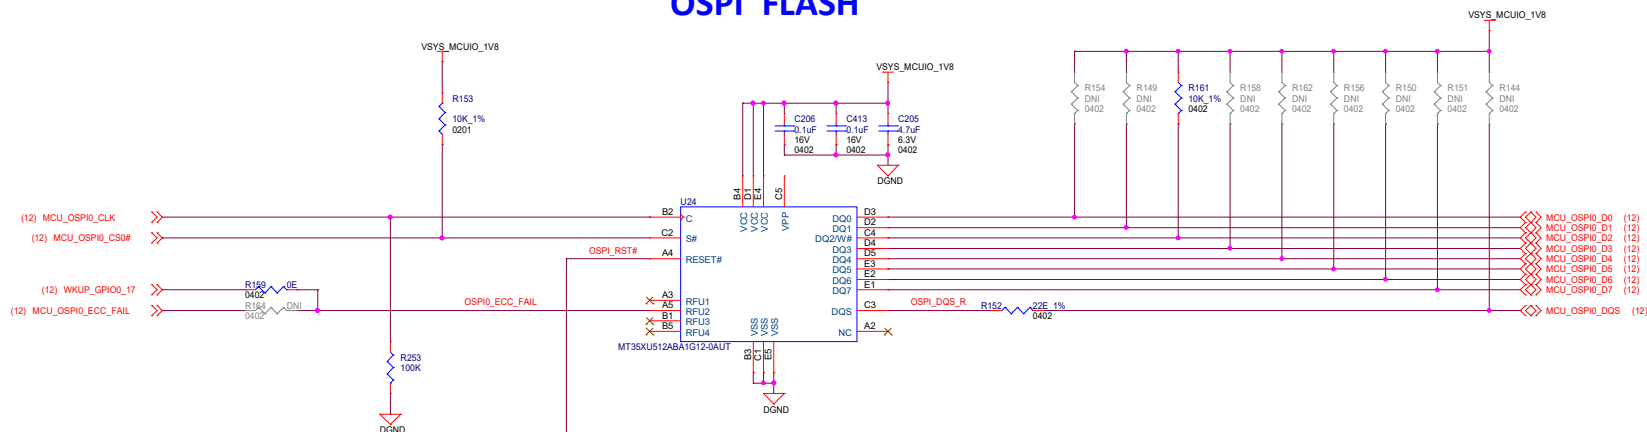 OSPI FLASH
VSYS_MCUIO_1V8
R153
10K_1%
0201
VSYS_MCUIO_1V8
C206
0.1uF
16V
0402
C413
0.1uF
16V
0402
C205
4.7uF
6.3V
0402
DGND
VSYS_MCUIO_1V8
R154
DNI
0402
R149
DNI
0402
R161
10K_1%
0402
R158
DNI
0402
R162
DNI
0402
R156
DNI
0402
R150
DNI
0402
R151
DNI
0402
R144
DNI
0402
(12) MCU_OSPI0_CLK
(12) MCU_OSPI0_CS0#
(12) WKUP_GPIO0_17
(12) MCU_OSPI0_ECC_FAIL
R159 0E
0402
R164 DNI
0402
OSPI_RST#
OSPI0_ECC_FAIL
R253
100K
DGND
U24
B4
D1
E4
C5
VCC
VCC
VCC
VPP
B2 C
C2 S#
A4 RESET#
A3 RFU1
A5 RFU2
B1 RFU3
B5 RFU4
MT35XU512ABA1G12-0AUT
VSS
VSS
VSS
B3
C1
E5
DGND
DQ0 D3
DQ1 D2
DQ2/W# C4
DQ3 D4
DQ4 D5
DQ5 E3
DQ6 E2
DQ7 E1
DQS C3
NC A2
OSPI_DQS_R
R152 22E_1%
0402
MCU_OSPI0_D0 (12)
MCU_OSPI0_D1 (12)
MCU_OSPI0_D2 (12)
MCU_OSPI0_D3 (12)
MCU_OSPI0_D4 (12)
MCU_OSPI0_D5 (12)
MCU_OSPI0_D6 (12)
MCU_OSPI0_D7 (12)
MCU_OSPI0_DQS (12)